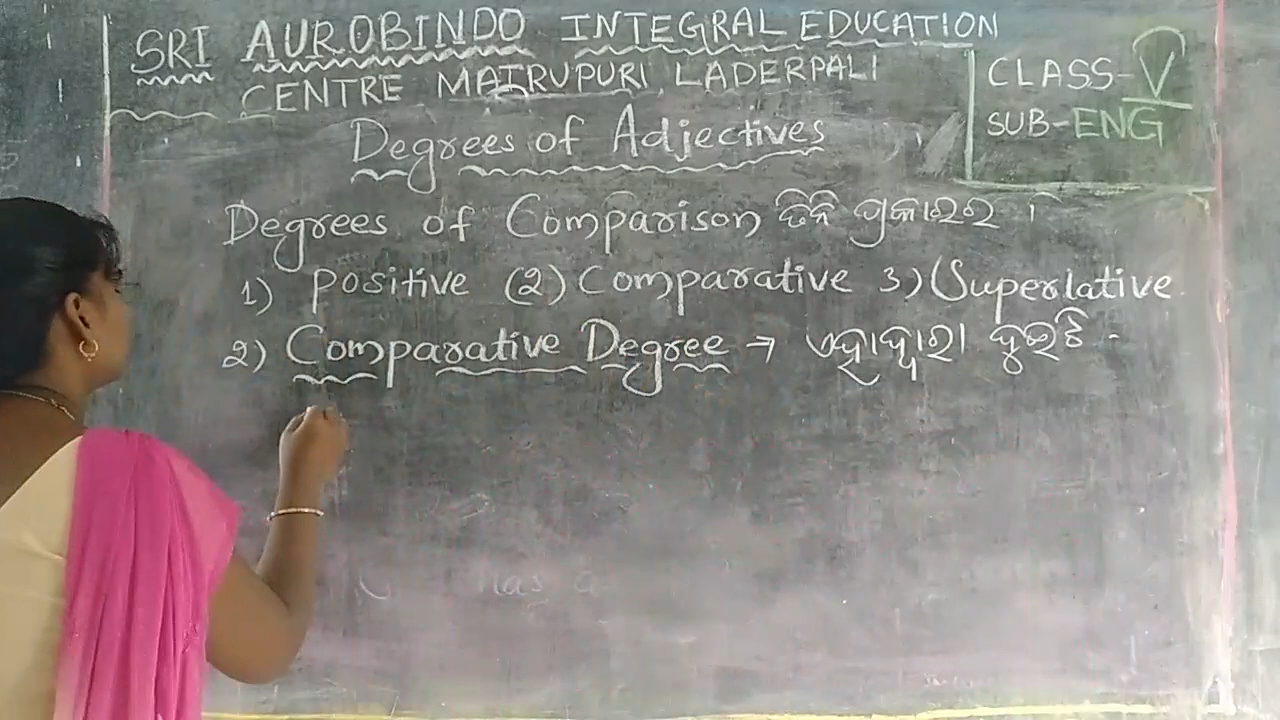 SRI AUROBINDO INTEGRAL EDUCATION
CENTRE MATRUPURI, LADERPALI
CLASS-V
SUB-ENG
Degrees of Adjectives
Degrees of Comparison ତିନି ପ୍ରକାରର ।
1) Positive (2) Comparative 3) Superlative
2) Comparative Degree → ଏହାଦ୍ୱାରା ଦୁଇଟି
has a